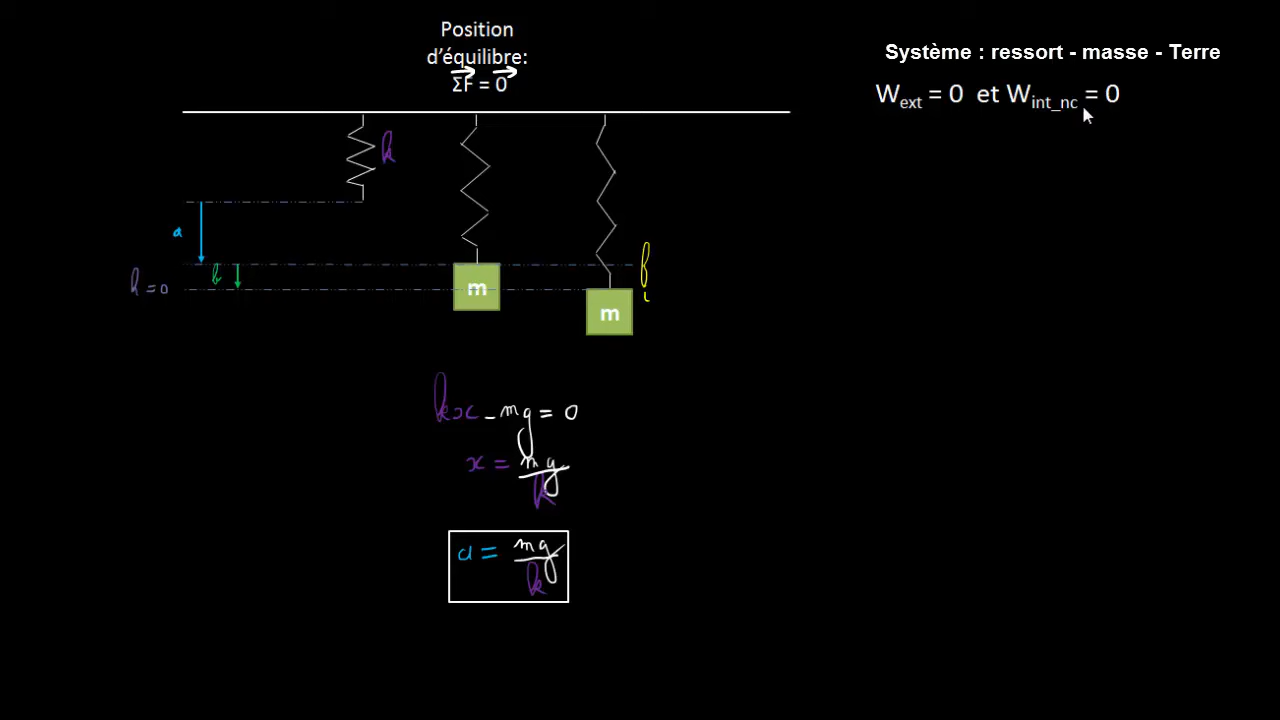 Position
d'équilibre:
ΣF = 0
Système : ressort - masse - Terre
Wext = 0 et Wint_nc = 0
k
a
b
h = 0
m
m
kx - mg = 0
x = mg/k
a = mg/k